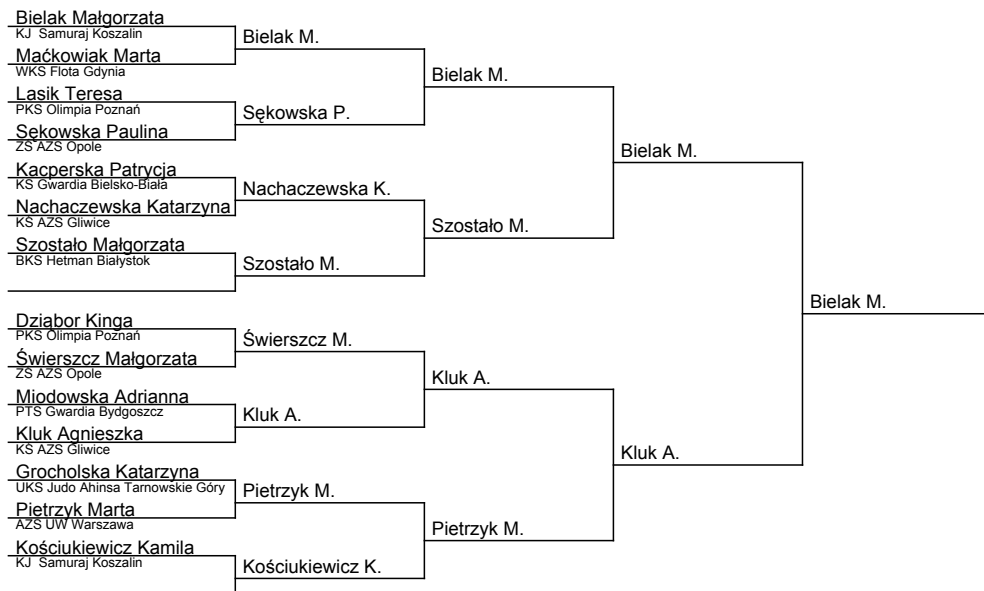 Bielak Małgorzata
KJ  Samuraj Koszalin
Maćkowiak Marta
WKS Flota Gdynia
Lasik Teresa
PKS Olimpia Poznań
Sękowska Paulina
ZS AZS Opole
Kacperska Patrycja
KS Gwardia Bielsko-Biała
Nachaczewska Katarzyna
KS AZS Gliwice
Szostało Małgorzata
BKS Hetman Białystok
Dziąbor Kinga
PKS Olimpia Poznań
Świerszcz Małgorzata
ZS AZS Opole
Miodowska Adrianna
PTS Gwardia Bydgoszcz
Kluk Agnieszka
KS AZS Gliwice
Grocholska Katarzyna
UKS Judo Ahinsa Tarnowskie Góry
Pietrzyk Marta
AZS UW Warszawa
Kościukiewicz Kamila
KJ  Samuraj Koszalin
Bielak M.
Sękowska P.
Nachaczewska K.
Szostało M.
Świerszcz M.
Kluk A.
Pietrzyk M.
Kościukiewicz K.
Bielak M.
Szostało M.
Kluk A.
Pietrzyk M.
Bielak M.
Kluk A.
Bielak M.